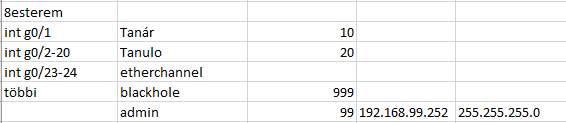 8esterem
int g0/1 Tanár 10
int g0/2-20 Tanulo 20
int g0/23-24 etherchannel
többi blackhole 999
admin 99 192.168.99.252 255.255.255.0